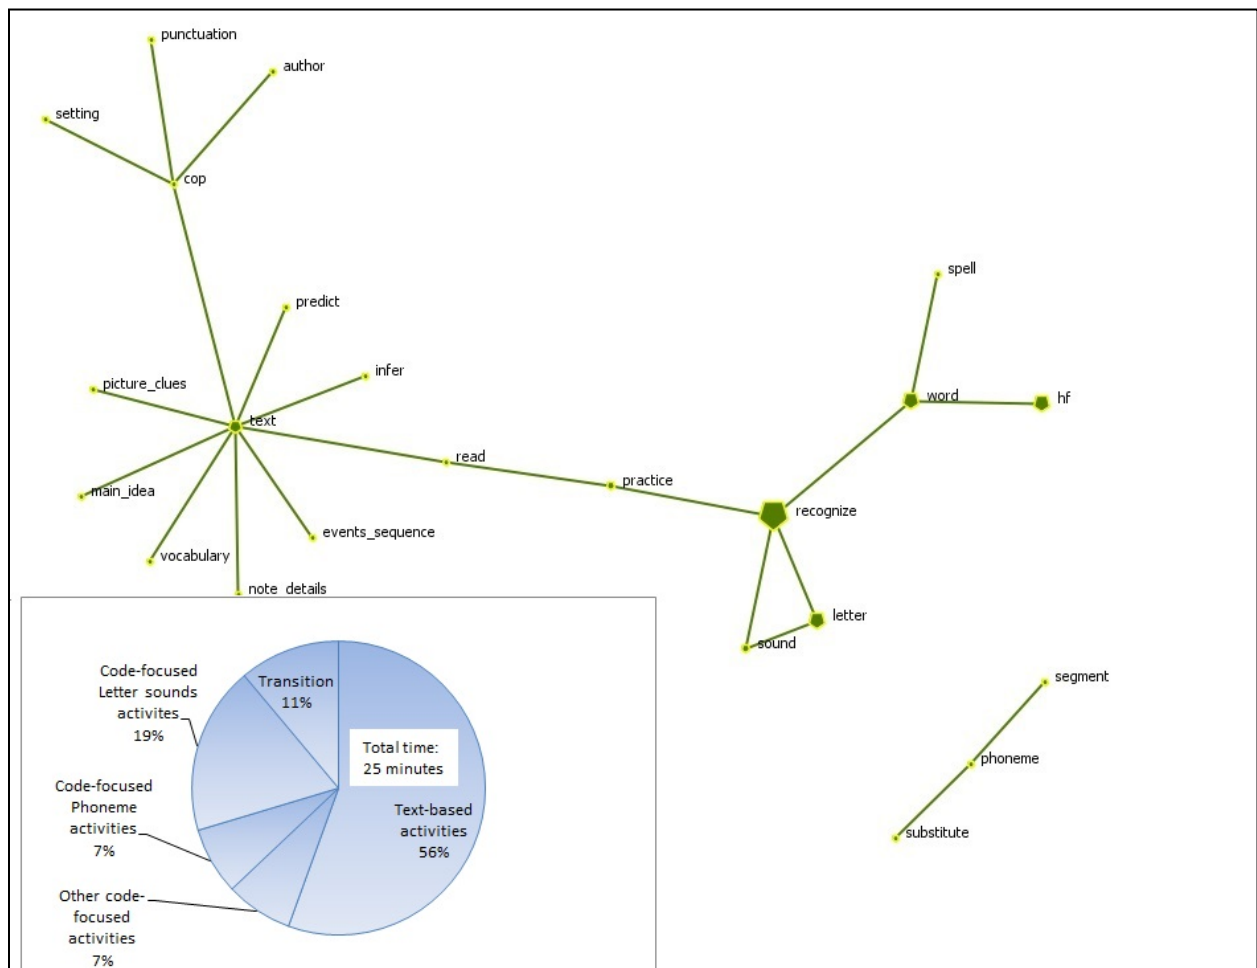 punctuation
author
setting
cop
spell
predict
infer
picture_clues
word
hf
text
read
practice
main_idea
recognize
events_sequence
vocabulary
note_details
letter
sound
segment
phoneme
substitute
Code-focused
Letter sounds
activites
19%
Transition
11%
Total time:
25 minutes
Code-focused
Phoneme
activities
7%
Text-based
activities
56%
Other code-
focused
activities
7%